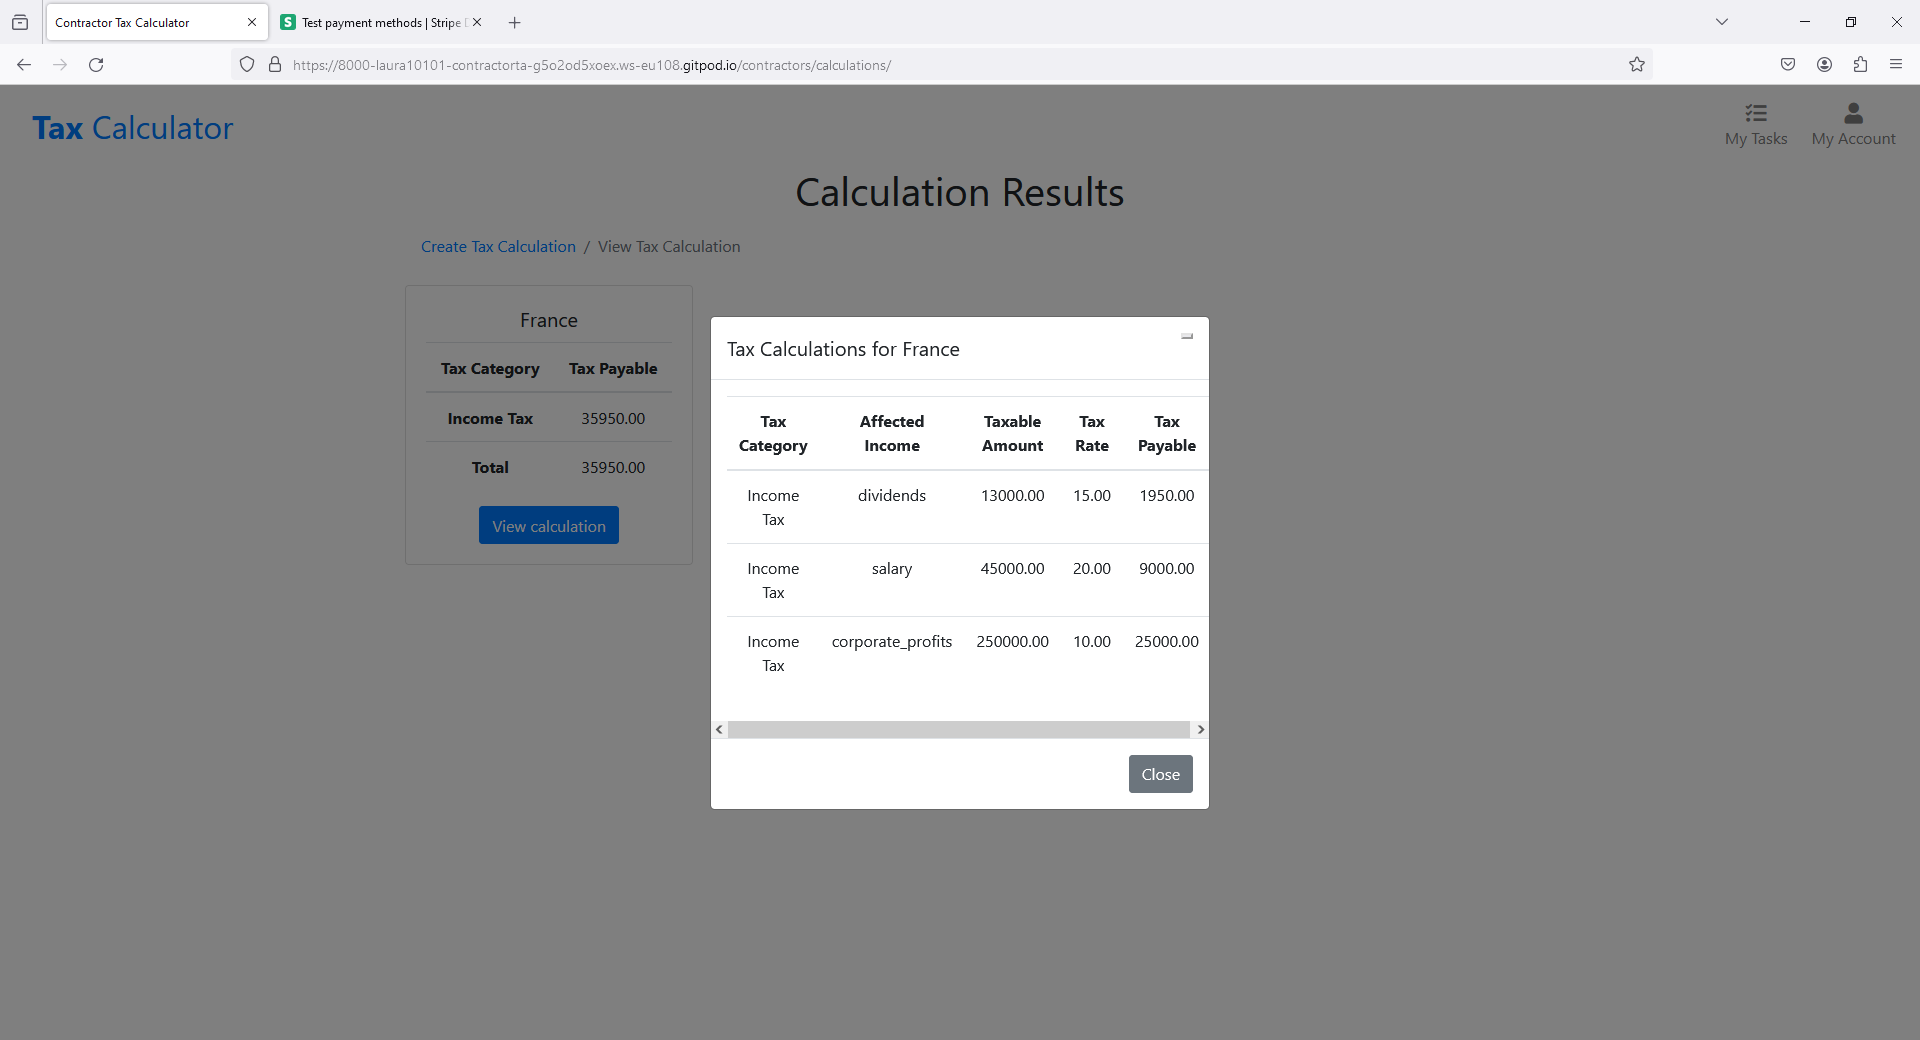 Contractor Tax Calculator
Test payment methods | Stripe
https://8000-laura10101-contractorta-g5o2od5xoex.ws-eu108.gitpod.io/contractors/calculations/
Tax Calculator
My Tasks
My Account
Calculation Results
Create Tax Calculation / View Tax Calculation
France
Tax Category Tax Payable
Income Tax 35950.00
Total 35950.00
View calculation
Tax Calculations for France
Tax Affected Taxable Tax Tax
Category Income Amount Rate Payable
Income dividends 13000.00 15.00 1950.00
Tax
Income salary 45000.00 20.00 9000.00
Tax
Income corporate_profits 250000.00 10.00 25000.00
Tax
Close